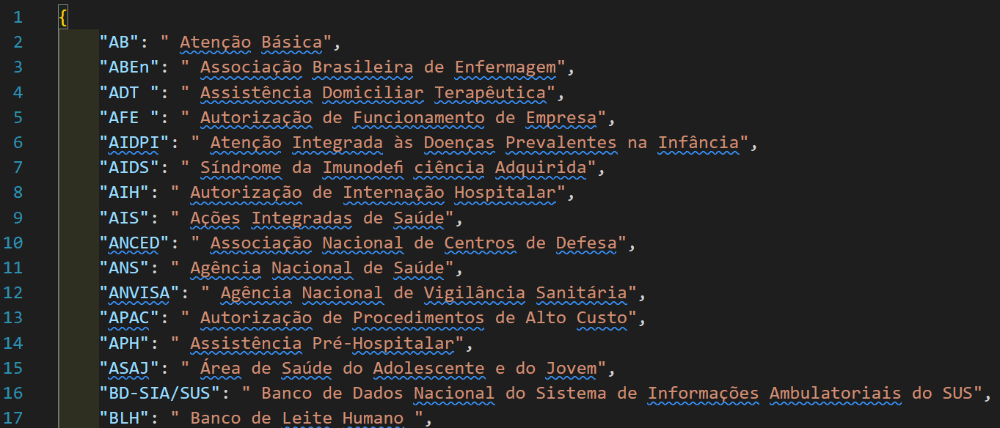 1 {
2 "AB": " Atenção Básica",
3 "ABEn": " Associação Brasileira de Enfermagem",
4 "ADT ": " Assistência Domiciliar Terapêutica",
5 "AFE ": " Autorização de Funcionamento de Empresa",
6 "AIDPI": " Atenção Integrada às Doenças Prevalentes na Infância",
7 "AIDS": " Síndrome da Imunodefi ciência Adquirida",
8 "AIH": " Autorização de Internação Hospitalar",
9 "AIS": " Ações Integradas de Saúde",
10 "ANCED": " Associação Nacional de Centros de Defesa",
11 "ANS": " Agência Nacional de Saúde",
12 "ANVISA": " Agência Nacional de Vigilância Sanitária",
13 "APAC": " Autorização de Procedimentos de Alto Custo",
14 "APH": " Assistência Pré-Hospitalar",
15 "ASAJ": " Área de Saúde do Adolescente e do Jovem",
16 "BD-SIA/SUS": " Banco de Dados Nacional do Sistema de Informações Ambulatoriais do SUS",
17 "BLH": " Banco de Leite Humano ",